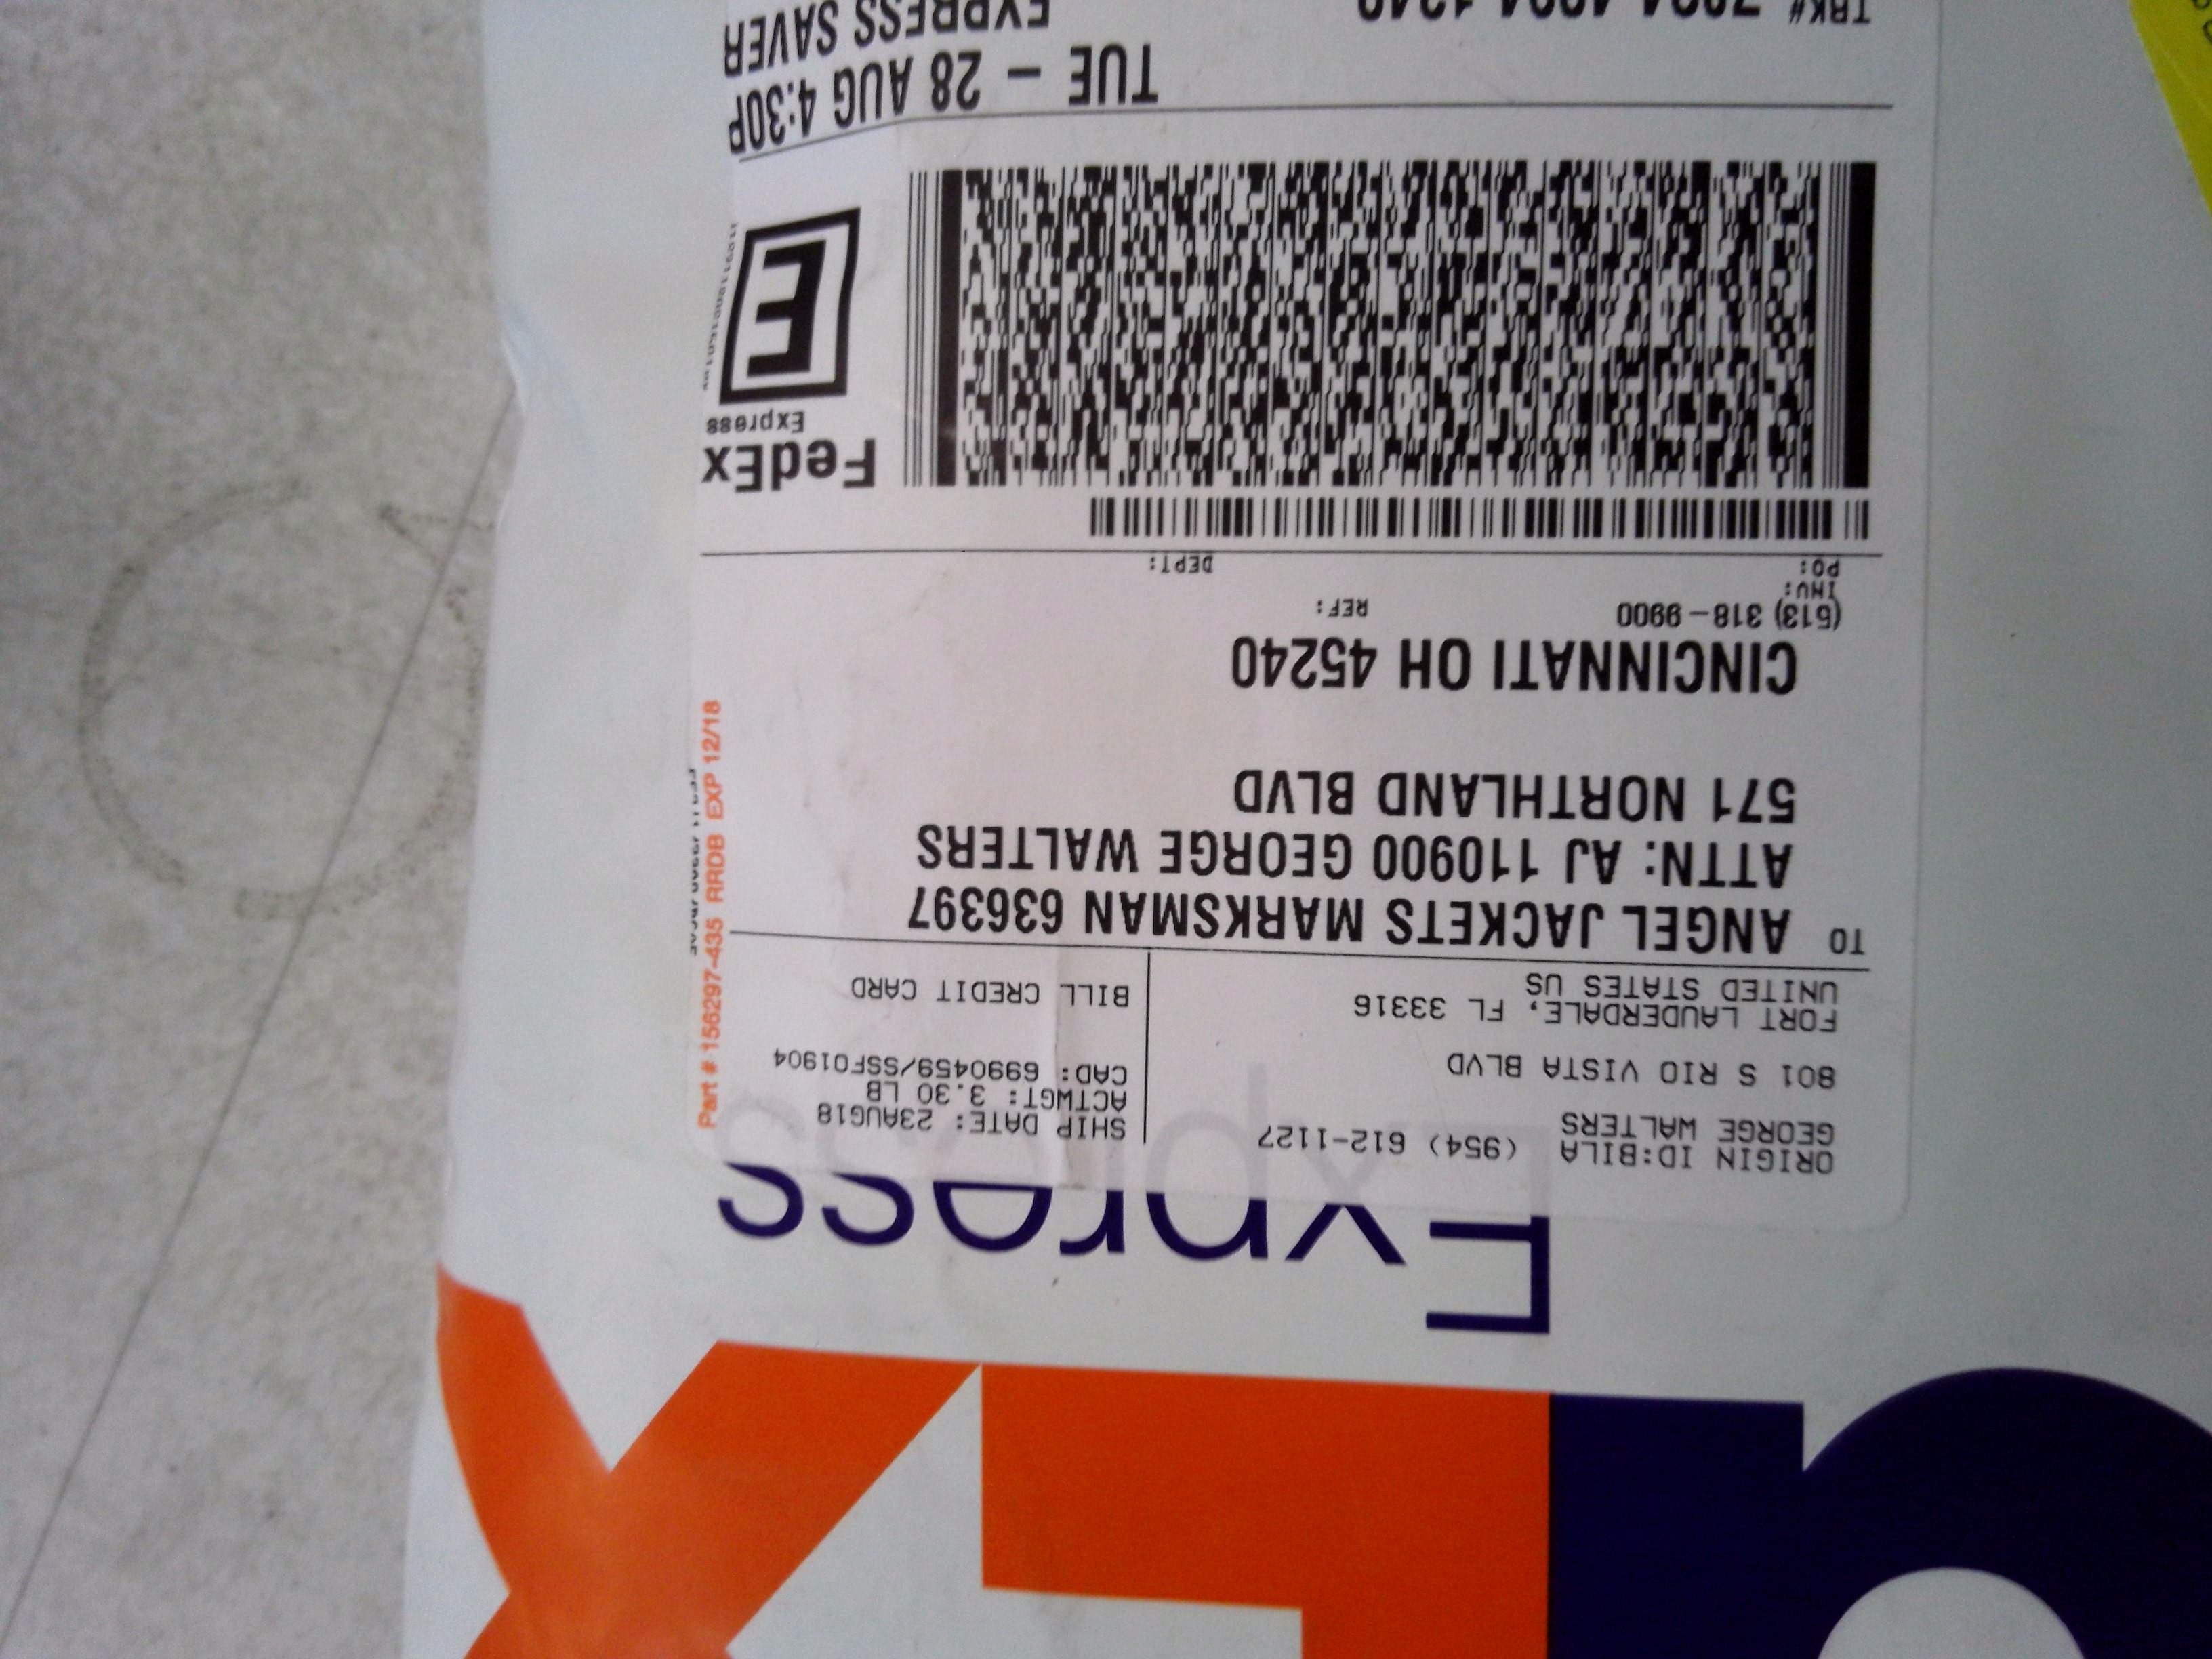 Express
ORIGIN ID:BILA (954) 612-1127
GEORGE WALTERS
801 S RIO VISTA BLVD
FORT LAUDERDALE, FL 33316
UNITED STATES US
SHIP DATE: 23AUG18
ACTWGT: 3.30 LB
CAD: 6990459/SSFO1904
BILL CREDIT CARD
TO ANGEL JACKETS MARKSMAN 636397
ATTN: AJ 110900 GEORGE WALTERS
571 NORTHLAND BLVD
CINCINNATI OH 45240
(513) 318-9900 REF:
INV:
PO: DEPT:
FedEx
Express
E
TUE - 28 AUG 4:30P
EXPRESS SAVER
TRK#
Part # 156297-435 RRDB EXP 12/18